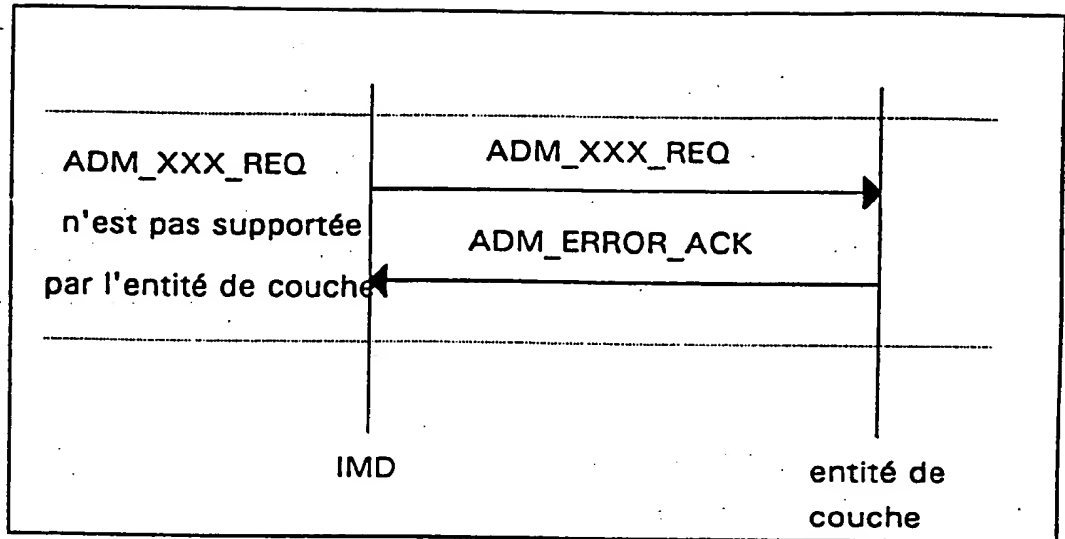 ADM_XXX_REQ
n'est pas supportée
par l'entité de couche
ADM_XXX_REQ
ADM_ERROR_ACK
IMD
entité de
couche